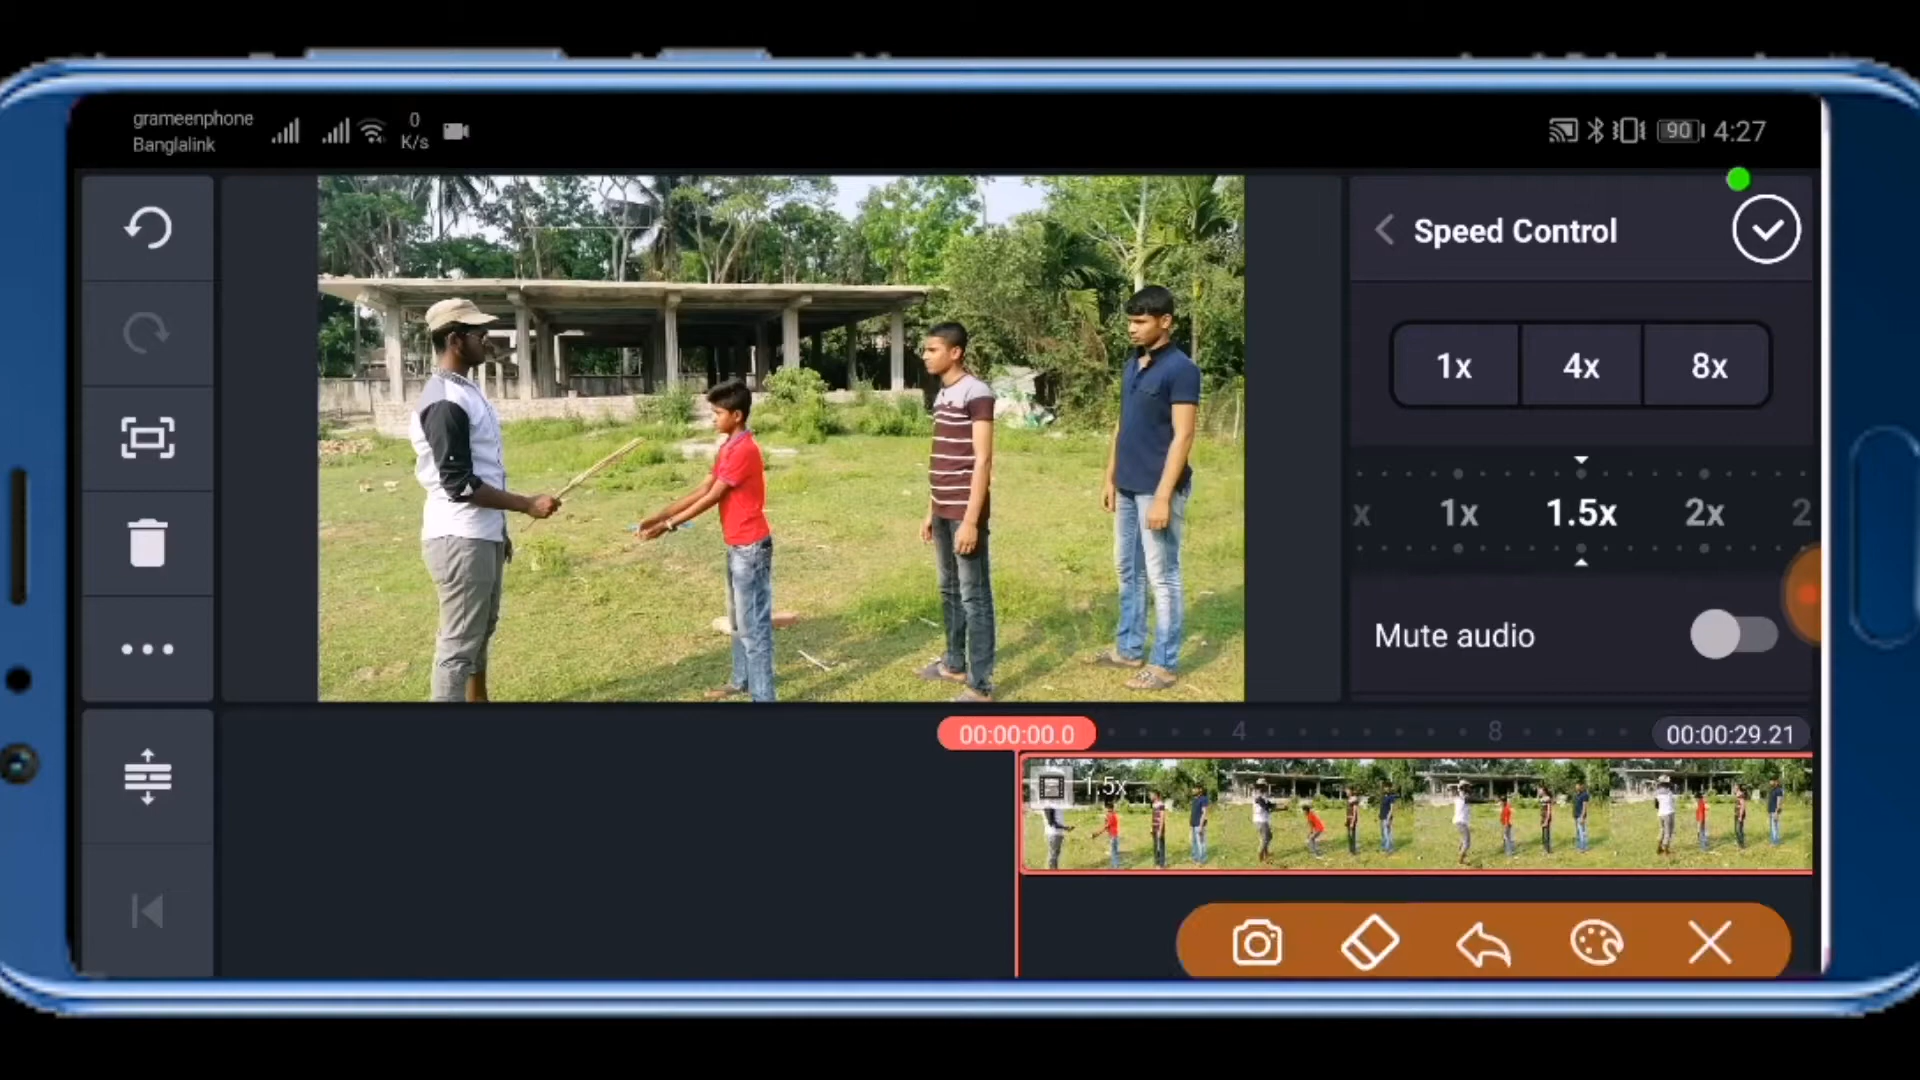 grameenphone
Banglalink
0
K/s
90
4:27
Speed Control
1x 4x 8x
x 1x 1.5x 2x 2
Mute audio
00:00:00.0 4 8 00:00:29.21
1.5x